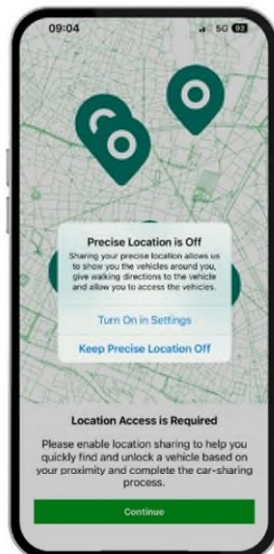 09:04
5G 93
Precise Location is Off
Sharing your precise location allows us
to show you the vehicles around you,
give walking directions to the vehicle
and allow you to access the vehicles.
Turn On in Settings
Keep Precise Location Off
Location Access is Required
Please enable location sharing to help you
quickly find and unlock a vehicle based on
your proximity and complete the car-sharing
process.
Continue